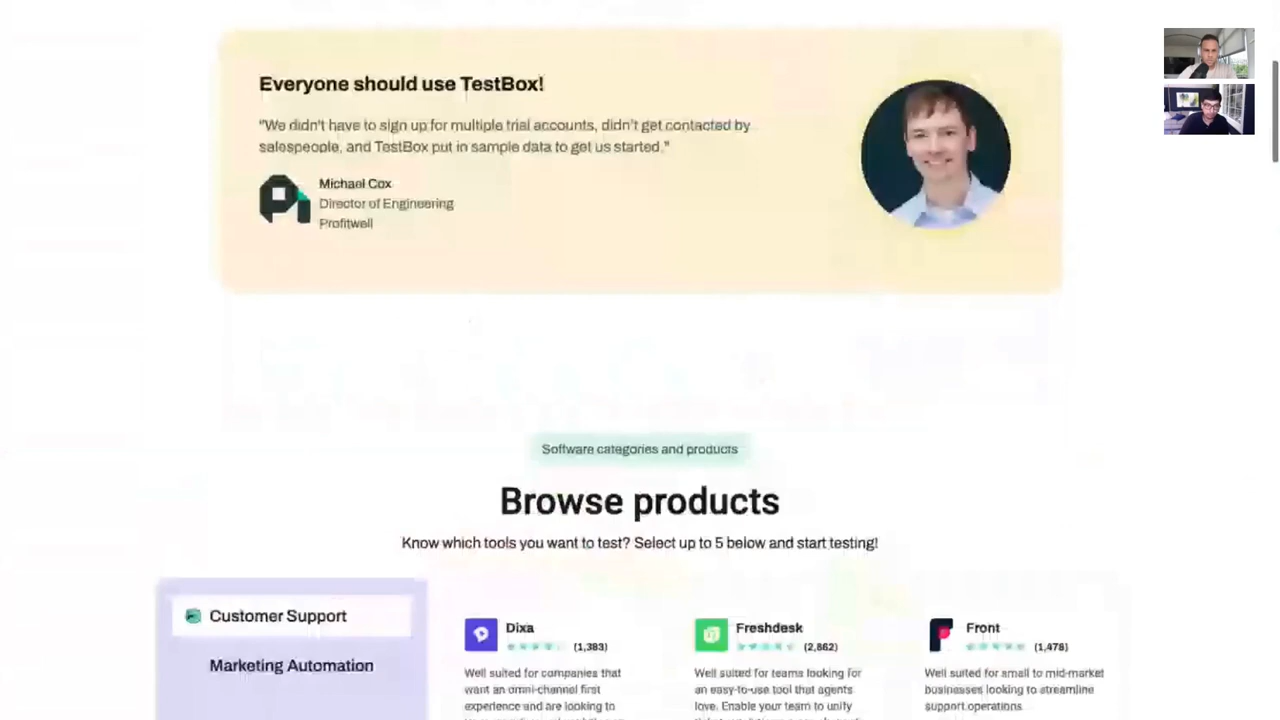 Everyone should use TestBox!
"We didn't have to sign up for multiple trial accounts, didn't get contacted by
salespeople, and TestBox put in sample data to get us started."
Michael Cox
Director of Engineering
Profitwell
Software categories and products
Browse products
Know which tools you want to test? Select up to 5 below and start testing!
Customer Support
Marketing Automation
Dixa
(1,383)
Well suited for companies that
want an omni-channel first
experience and are looking to
Freshdesk
(2,862)
Well suited for teams looking for
an easy-to-use tool that agents
love. Enable your team to unify
Front
(1,478)
Well suited for small to mid-market
businesses looking to streamline
support operations.